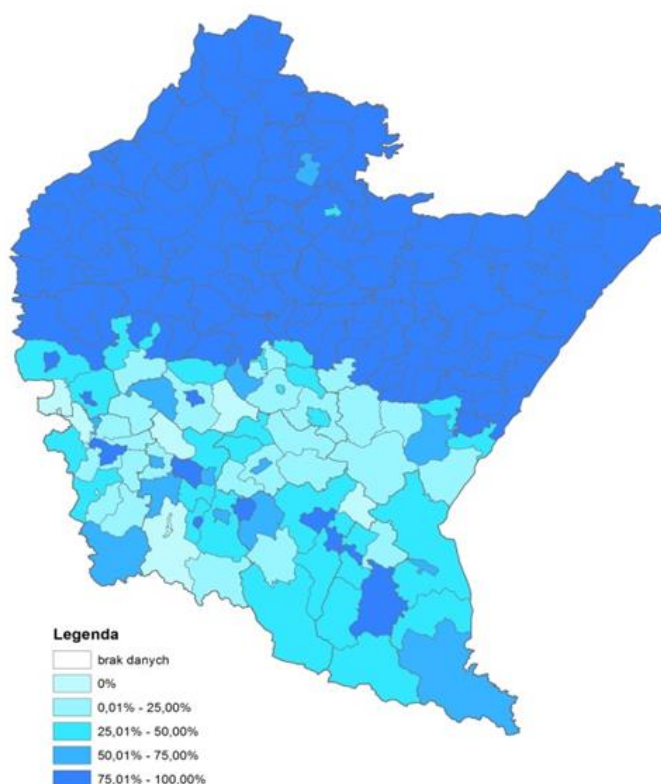 Legenda
brak danych
0%
0,01% - 25,00%
25,01% - 50,00%
50,01% - 75,00%
75,01% - 100,00%